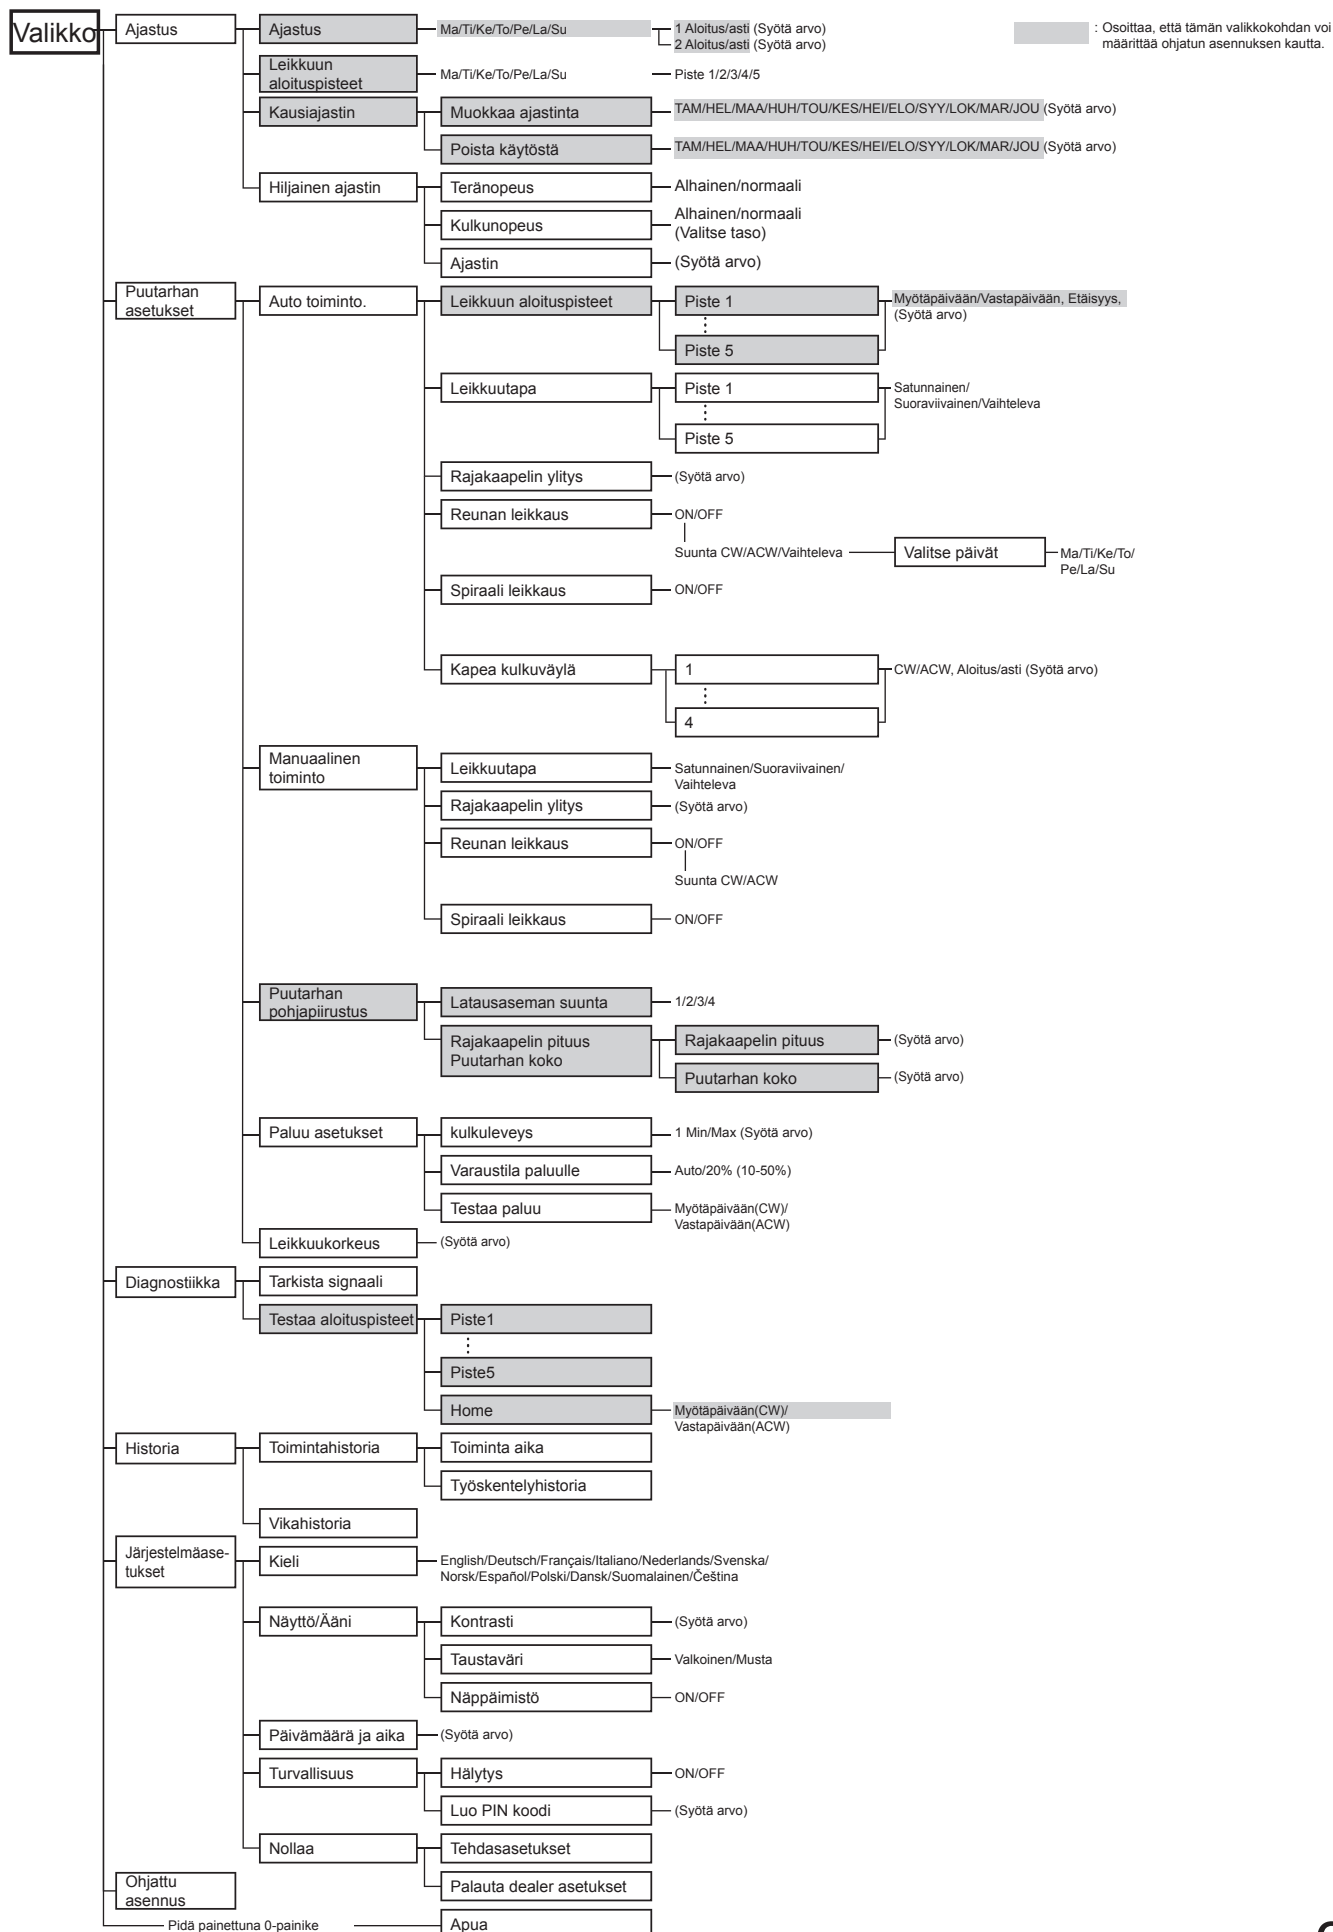 Valikko
Ajastus
Ajastus
Ma/Ti/Ke/To/Pe/La/Su
1 Aloitus/asti (Syötä arvo)
2 Aloitus/asti (Syötä arvo)
: Osoittaa, että tämän valikkokohdan voi
määrittää ohjatun asennuksen kautta.
Leikkuun
aloituspisteet
Ma/Ti/Ke/To/Pe/La/Su
Piste 1/2/3/4/5
Kausiajastin
Muokkaa ajastinta
TAM/HEL/MAA/HUH/TOU/KES/HEI/ELO/SYY/LOK/MAR/JOU (Syötä arvo)
Poista käytöstä
TAM/HEL/MAA/HUH/TOU/KES/HEI/ELO/SYY/LOK/MAR/JOU (Syötä arvo)
Hiljainen ajastin
Teränopeus
Alhainen/normaali
Kulkunopeus
Alhainen/normaali
(Valitse taso)
Ajastin
(Syötä arvo)
Puutarhan
asetukset
Auto toiminto.
Leikkuun aloituspisteet
Piste 1
Myötäpäivään/Vastapäivään, Etäisyys,
(Syötä arvo)
Piste 5
Leikkuutapa
Piste 1
Satunnainen/
Suoraviivainen/Vaihteleva
Piste 5
Rajakaapelin ylitys
(Syötä arvo)
Reunan leikkaus
ON/OFF
Suunta CW/ACW/Vaihteleva
Valitse päivät
Ma/Ti/Ke/To/
Pe/La/Su
Spiraali leikkaus
ON/OFF
Kapea kulkuväylä
1
CW/ACW, Aloitus/asti (Syötä arvo)
4
Manuaalinen
toiminto
Leikkuutapa
Satunnainen/Suoraviivainen/
Vaihteleva
Rajakaapelin ylitys
(Syötä arvo)
Reunan leikkaus
ON/OFF
Suunta CW/ACW
Spiraali leikkaus
ON/OFF
Puutarhan
pohjapiirustus
Latausaseman suunta
1/2/3/4
Rajakaapelin pituus
Puutarhan koko
Rajakaapelin pituus
(Syötä arvo)
Puutarhan koko
(Syötä arvo)
Paluu asetukset
kulkuleveys
1 Min/Max (Syötä arvo)
Varaustila paluulle
Auto/20% (10-50%)
Testaa paluu
Myötäpäivään(CW)/
Vastapäivään(ACW)
Leikkuukorkeus
(Syötä arvo)
Diagnostiikka
Tarkista signaali
Testaa aloituspisteet
Piste1
Piste5
Home
Myötäpäivään(CW)/
Vastapäivään(ACW)
Historia
Toimintahistoria
Toiminta aika
Työskentelyhistoria
Vikahistoria
Järjestelmäase-
tukset
Kieli
English/Deutsch/Français/Italiano/Nederlands/Svenska/
Norsk/Español/Polski/Dansk/Suomalainen/Čeština
Näyttö/Ääni
Kontrasti
(Syötä arvo)
Taustaväri
Valkoinen/Musta
Näppäimistö
ON/OFF
Päivämäärä ja aika
(Syötä arvo)
Turvallisuus
Hälytys
ON/OFF
Luo PIN koodi
(Syötä arvo)
Nollaa
Tehdasasetukset
Palauta dealer asetukset
Ohjattu
asennus
Pidä painettuna 0-painike
Apua